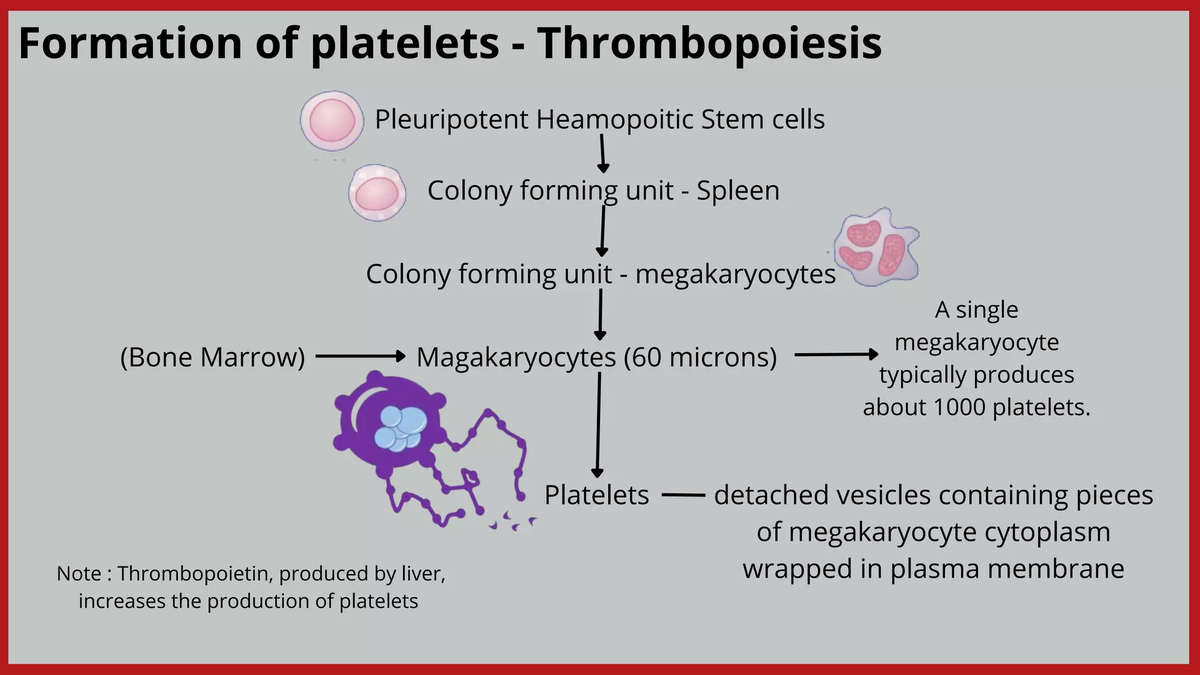 Formation of platelets - Thrombopoiesis
Pleuripotent Heamopoitic Stem cells
Colony forming unit - Spleen
Colony forming unit - megakaryocytes
(Bone Marrow)
Magakaryocytes (60 microns)
A single
megakaryocyte
typically produces
about 1000 platelets.
Platelets
detached vesicles containing pieces
of megakaryocyte cytoplasm
wrapped in plasma membrane
Note : Thrombopoietin, produced by liver,
increases the production of platelets